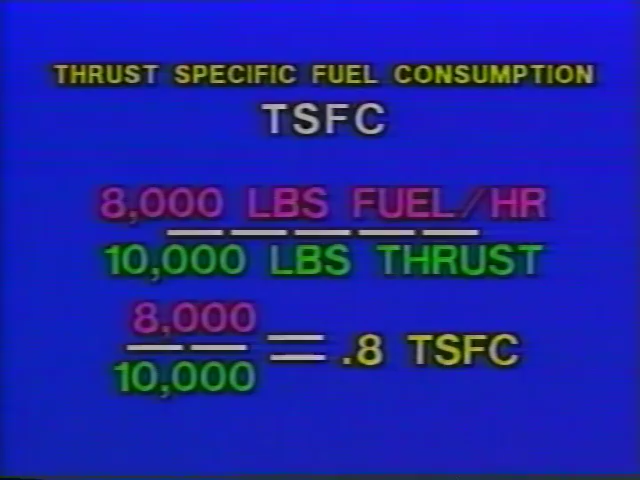 THRUST SPECIFIC FUEL CONSUMPTION
TSFC
8,000 LBS FUEL/HR
10,000 LBS THRUST
8,000
10,000 = .8 TSFC